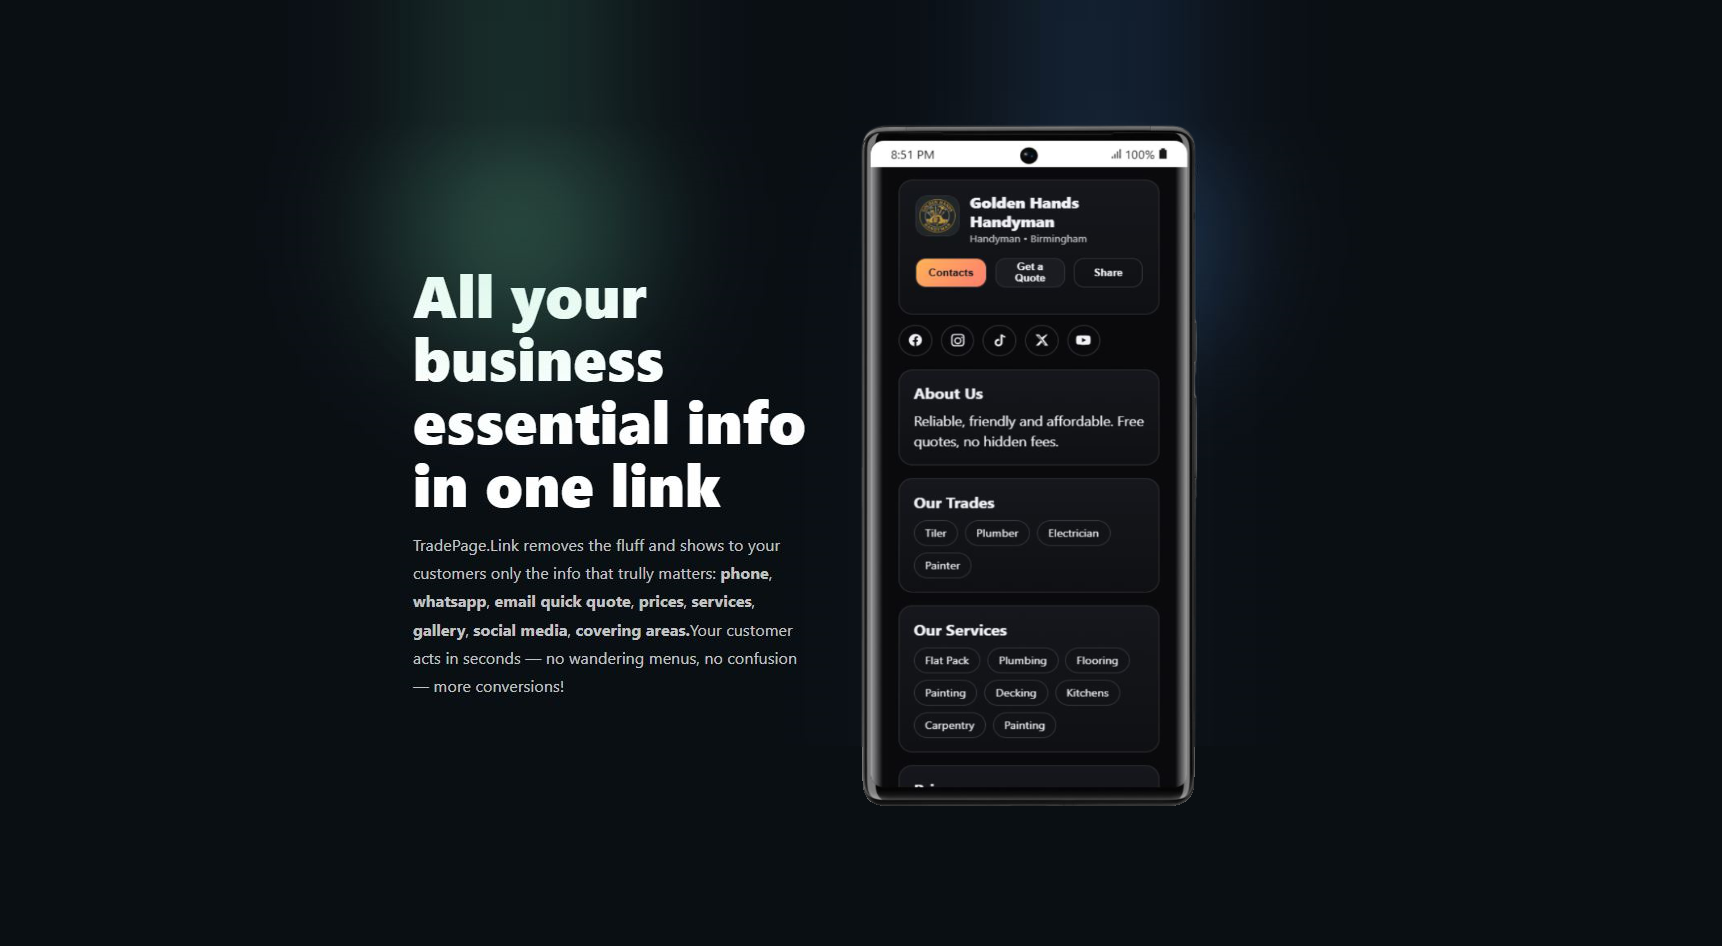 All your
business
essential info
in one link
TradePage.Link removes the fluff and shows to your
customers only the info that trully matters: phone,
whatsapp, email quick quote, prices, services,
gallery, social media, covering areas.Your customer
acts in seconds — no wandering menus, no confusion
— more conversions!
8:51 PM
100%
Golden Hands
Handyman
Handyman • Birmingham
Contacts
Get a
Quote
Share
About Us
Reliable, friendly and affordable. Free
quotes, no hidden fees.
Our Trades
Tiler Plumber Electrician
Painter
Our Services
Flat Pack Plumbing Flooring
Painting Decking Kitchens
Carpentry Painting